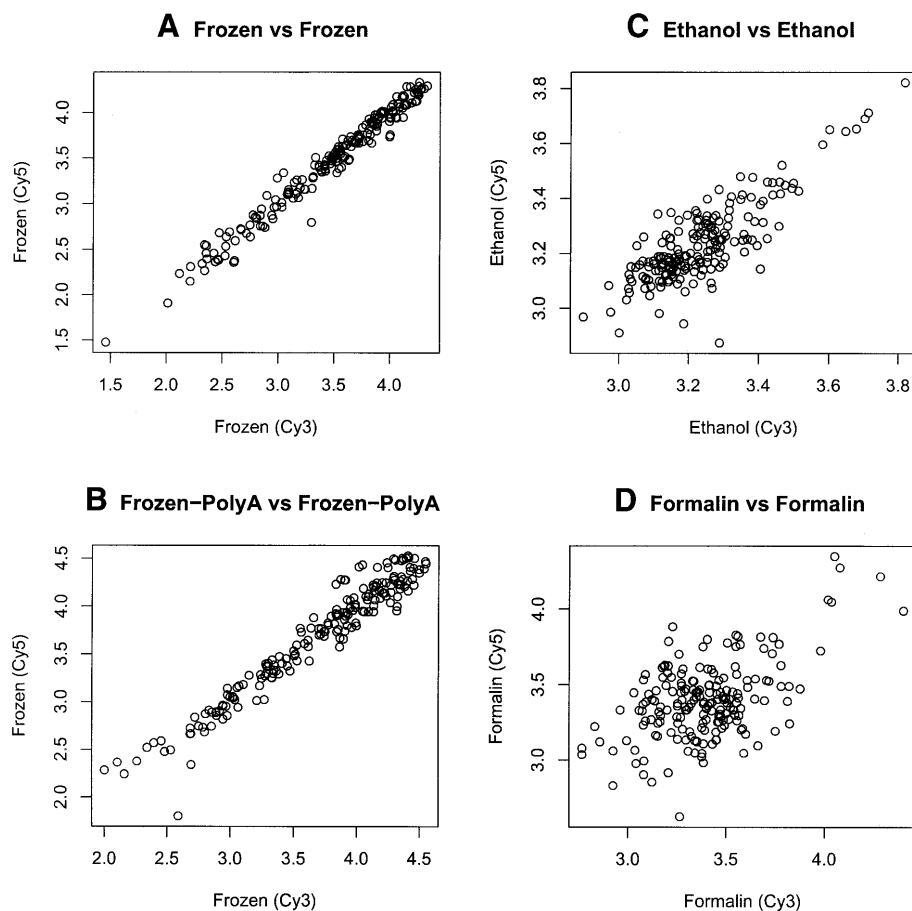 A Frozen vs Frozen
Frozen (Cy5)
4.0
3.5
3.0
2.5
2.0
1.5
1.5 2.0 2.5 3.0 3.5 4.0
Frozen (Cy3)
C Ethanol vs Ethanol
Ethanol (Cy5)
3.8
3.6
3.4
3.2
3.0
3.0 3.2 3.4 3.6 3.8
Ethanol (Cy3)
B Frozen−PolyA vs Frozen−PolyA
Frozen (Cy5)
4.5
4.0
3.5
3.0
2.5
2.0
2.0 2.5 3.0 3.5 4.0 4.5
Frozen (Cy3)
D Formalin vs Formalin
Formalin (Cy5)
4.0
3.5
3.0
3.0 3.5 4.0
Formalin (Cy3)